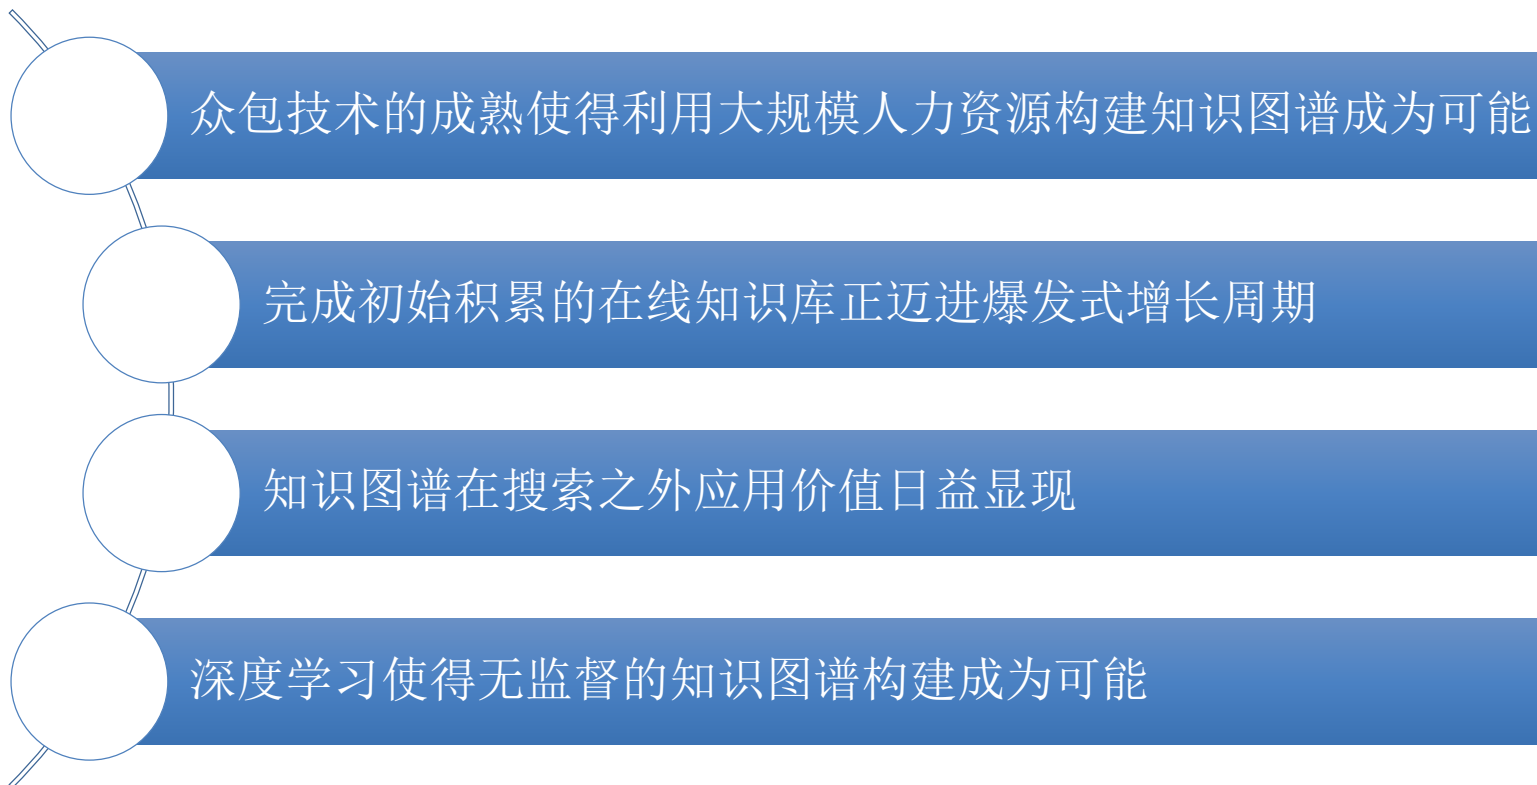 众包技术的成熟使得利用大规模人力资源构建知识图谱成为可能
完成初始积累的在线知识库正迈进爆发式增长周期
知识图谱在搜索之外应用价值日益显现
深度学习使得无监督的知识图谱构建成为可能